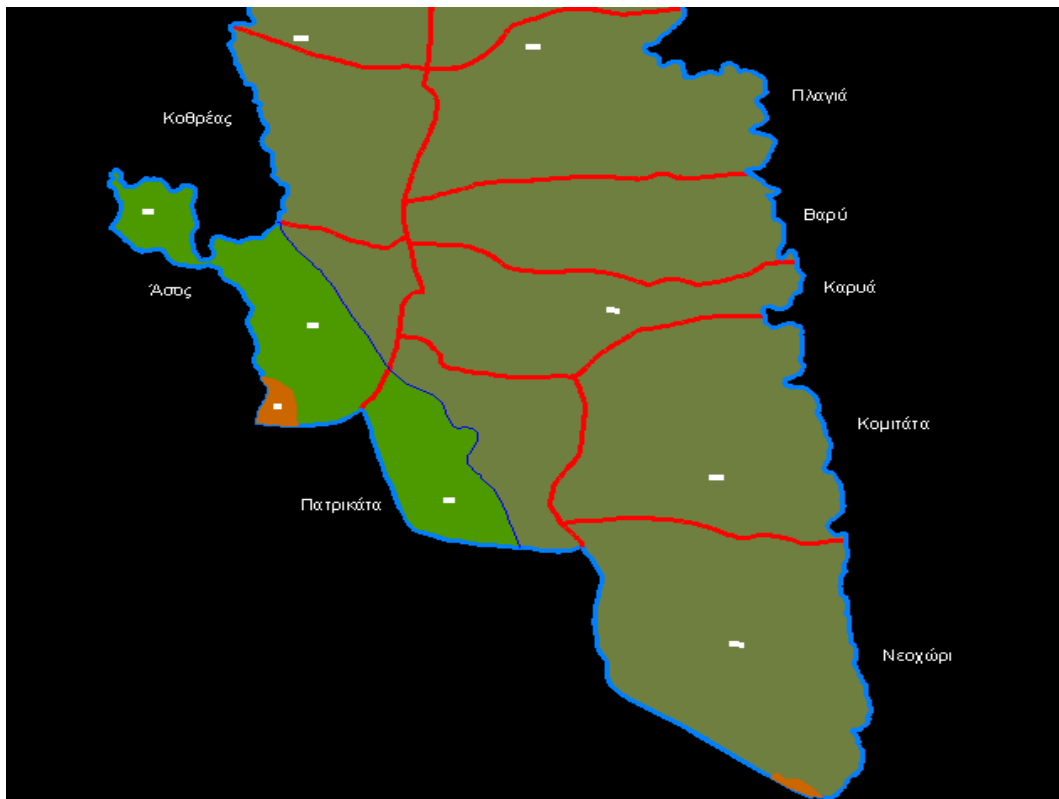 Πλαγιά
Κοθρέας
Βαρύ
Καρυά
Άσος
Κομιτάτα
Πατρικάτα
Νεοχώρι